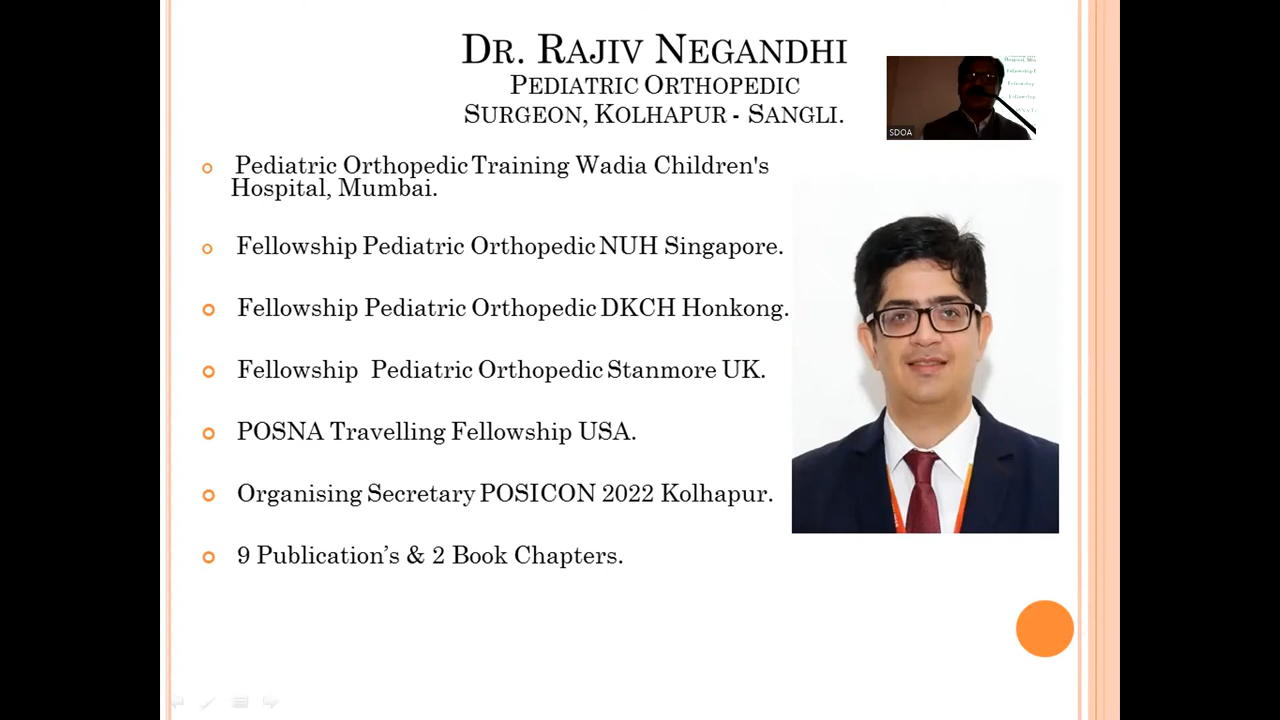 DR. RAJIV NEGANDHI
PEDIATRIC ORTHOPEDIC
SURGEON, KOLHAPUR - SANGLI.
SDOA
Pediatric Orthopedic Training Wadia Children's
Hospital, Mumbai.
Fellowship Pediatric Orthopedic NUH Singapore.
Fellowship Pediatric Orthopedic DKCH Honkong.
Fellowship Pediatric Orthopedic Stanmore UK.
POSNA Travelling Fellowship USA.
Organising Secretary POSICON 2022 Kolhapur.
9 Publication’s & 2 Book Chapters.